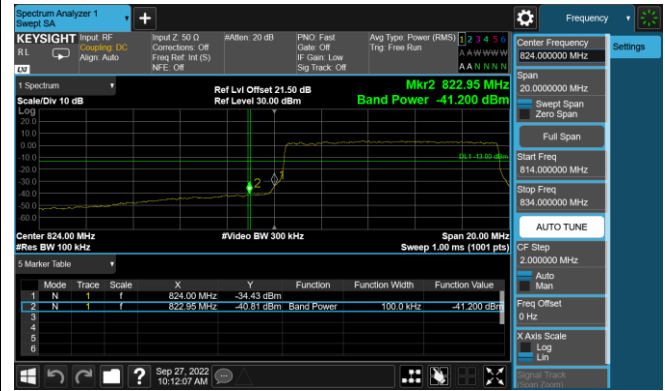 Spectrum Analyzer 1
Swept SA
Frequency
KEYSIGHT
Input: RF
Coupling: DC
Align: Auto
Input Z: 50 Ω
Corrections: Off
Freq Ref: Int (S)
NFE: Off
#Atten: 20 dB
PNO: Fast
Gate: Off
IF Gain: Low
Sig Track: Off
Avg Type: Power (RMS)
Trig: Free Run
1 2 3 4 5 6
A A W W W W
A A N N N N
RL
LXI
Center Frequency
824.000000 MHz
Settings
Span
20.0000000 MHz
Swept Span
Zero Span
Full Span
Start Freq
814.000000 MHz
Stop Freq
834.000000 MHz
AUTO TUNE
CF Step
2.000000 MHz
Auto
Man
Freq Offset
0 Hz
X Axis Scale
Log
Lin
Signal Track
(Span Zoom)
1 Spectrum
Scale/Div 10 dB
Ref Lvl Offset 21.50 dB
Ref Level 30.00 dBm
Mkr2 822.95 MHz
Band Power -41.200 dBm
Log
20.0
10.0
0.00
-10.0
DL1 -13.00 dBm
-20.0
-30.0
2
1
-40.0
-50.0
-60.0
Center 824.00 MHz
#Video BW 300 kHz
Span 20.00 MHz
#Res BW 100 kHz
Sweep 1.00 ms (1001 pts)
5 Marker Table
Mode Trace Scale X Y Function Function Width Function Value
1 N 1 f 824.00 MHz -34.43 dBm
2 N 1 f 822.95 MHz -40.81 dBm Band Power 100.0 kHz -41.200 dBm
3
4
5
6
?
Sep 27, 2022
10:12:07 AM